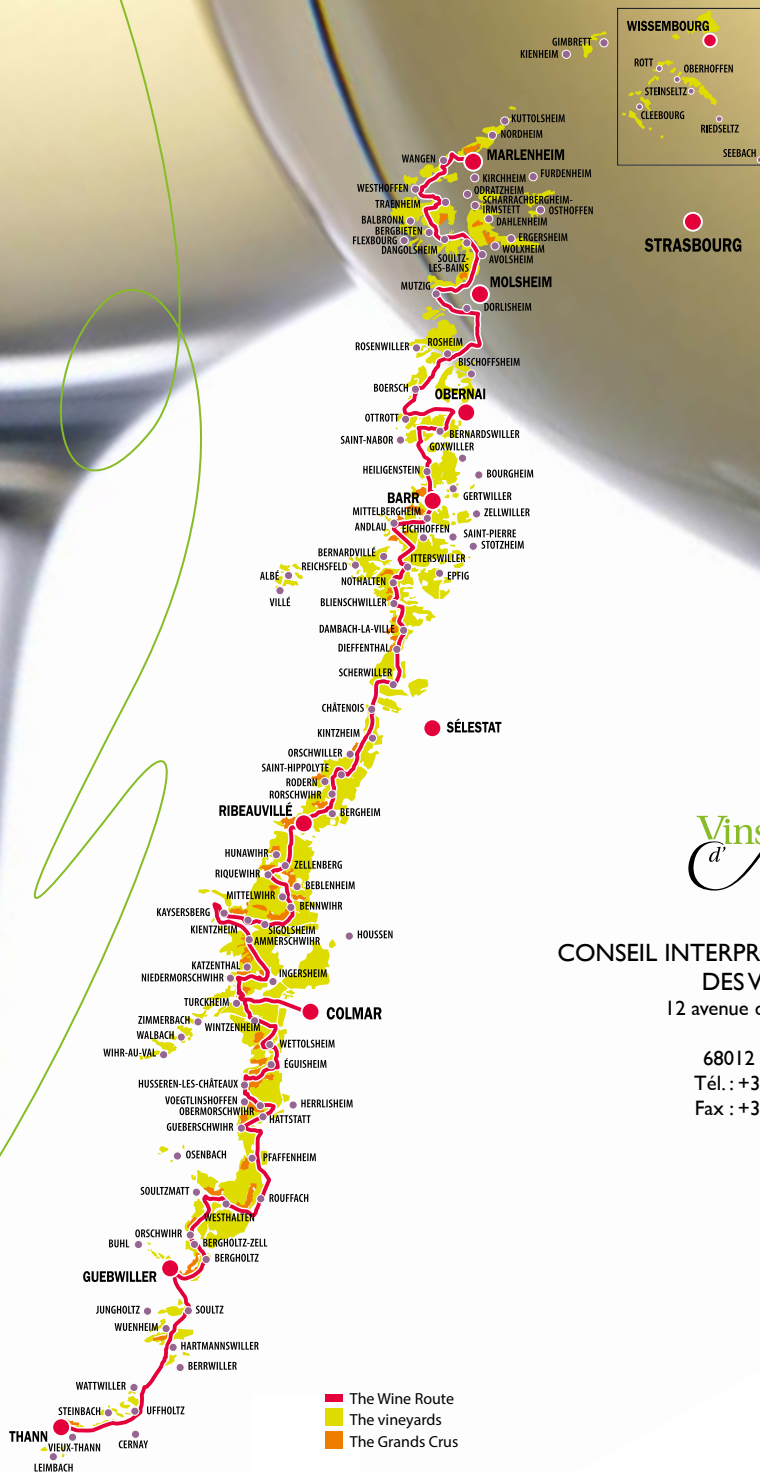 WISSEMBOURG
GIMBRETT
KIENHEIM
ROTT
OBERHOFFEN
STEINSELTZ
CLEEBOURG
RIEDSELTZ
SEEBACH
KUTTOLSHEIM
NORDHEIM
WANGEN
MARLENHEIM
KIRCHHEIM
FURDENHEIM
WESTHOFFEN
ODRATZHEIM
TRAENHEIM
SCHARRACHBERGHEIM-
IRMSTETT
OSTHOFFEN
BALBRONN
DAHLENHEIM
BERGBIETEN
FLEXBOURG
ERGERSHEIM
DANGOLSHEIM
WOLXHEIM
SOULTZ-
LES-BAINS
AVOLSHEIM
STRASBOURG
MUTZIG
MOLSHEIM
DORLISHEIM
ROSENWILLER
ROSHEIM
BISCHOFFSHEIM
BOERSCH
OBERNAI
OTTROTT
SAINT-NABOR
BERNARDSWILLER
GOXWILLER
HEILIGENSTEIN
BOURGHEIM
BARR
GERTWILLER
MITTELBERGHEIM
ZELLWILLER
ANDLAU
EICHHOFFEN
SAINT-PIERRE
STOTZHEIM
BERNARDVILLÉ
REICHSFELD
ITTERSWILLER
ALBÉ
NOTHALTEN
EPFIG
VILLÉ
BLIENSCHWILLER
DAMBACH-LA-VILLE
DIEFFENTHAL
SCHERWILLER
CHÂTENOIS
SÉLESTAT
KINTZHEIM
ORSCHWILLER
SAINT-HIPPOLYTE
RODERN
RORSCHWIHR
RIBEAUVILLÉ
BERGHEIM
HUNAWIHR
ZELLENBERG
RIQUEWIHR
BEBLENHEIM
MITTELWIHR
BENNWIHR
KAYSERSBERG
KIENTZHEIM
SIGOLSHEIM
AMMERSCHWIHR
HOUSSEN
KATZENTHAL
NIEDERMORSCHWIHR
INGERSHEIM
TURCKHEIM
COLMAR
ZIMMERBACH
WINTZENHEIM
WALBACH
WETTOLSHEIM
WIHR-AU-VAL
ÉGUISHEIM
HUSSEREN-LES-CHÂTEAUX
VOEGTLINSHOFFEN
OBERMORSCHWIHR
HERRLISHEIM
HATTSTATT
GUEBERSCHWIHR
OSENBACH
PFAFFENHEIM
SOULTZMATT
ROUFFACH
WESTHALTEN
ORSCHWIHR
BUHL
BERGHOLTZ-ZELL
BERGHOLTZ
GUEBWILLER
JUNGHOLTZ
SOULTZ
WUENHEIM
HARTMANNSWILLER
BERRWILLER
WATTWILLER
STEINBACH
UFFHOLTZ
THANN
VIEUX-THANN
CERNAY
LEIMBACH
Vins
d'
CONSEIL INTERPR
DES V
12 avenue
68012
Tél. : +3
Fax : +3
The Wine Route
The vineyards
The Grands Crus